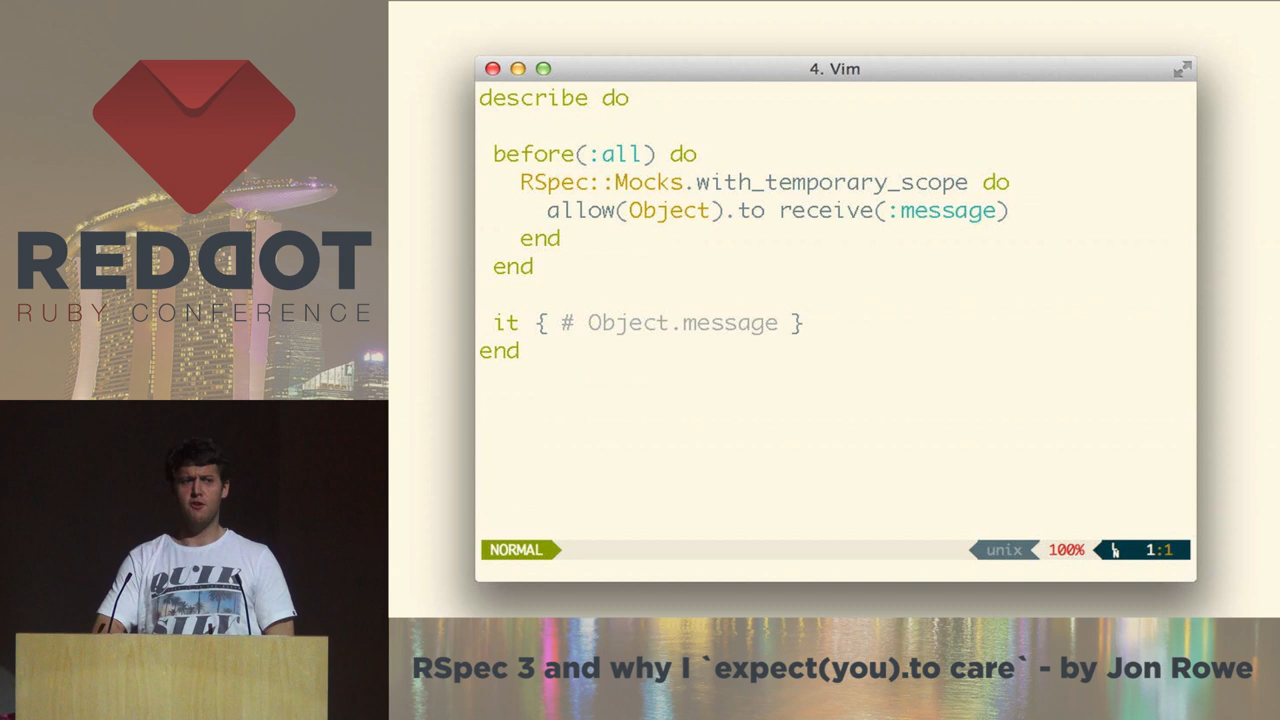 REDDOT
RUBY CONFERENCE
QUIK
SILV
4. Vim
describe do
before(:all) do
RSpec::Mocks.with_temporary_scope do
allow(Object).to receive(:message)
end
end
it { # Object.message }
end
NORMAL
unix
100%
1:1
RSpec 3 and why I `expect(you).to care` - by Jon Rowe